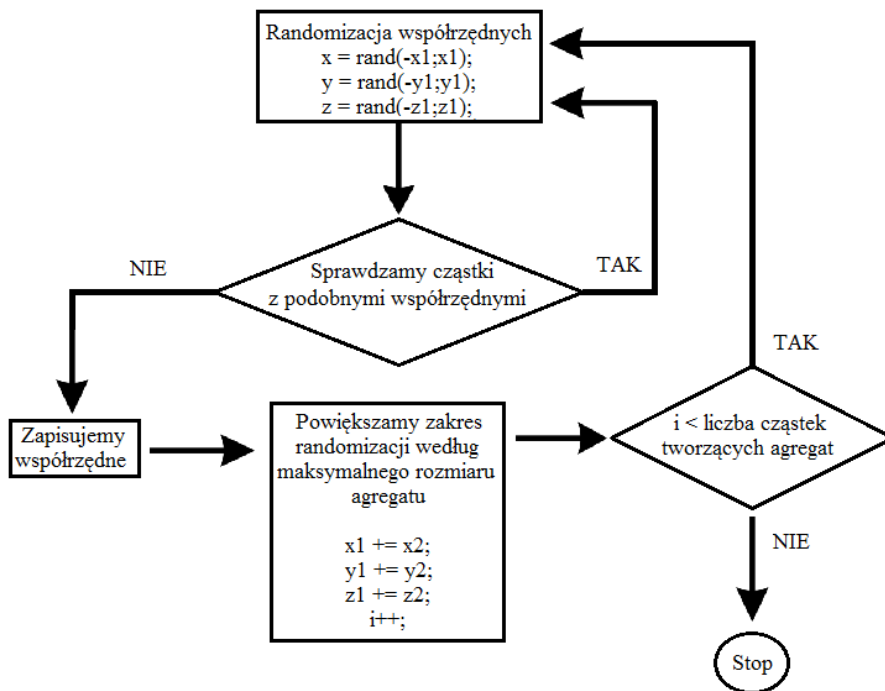 Randomizacja współrzędnych
x = rand(-x1;x1);
y = rand(-y1;y1);
z = rand(-z1;z1);
NIE
Sprawdzamy cząstki
z podobnymi współrzędnymi
TAK
Zapisujemy
współrzędne
Powiększamy zakres
randomizacji według
maksymalnego rozmiaru
agregatu
x1 += x2;
y1 += y2;
z1 += z2;
i++;
TAK
i < liczba cząstek
tworzących agregat
NIE
Stop